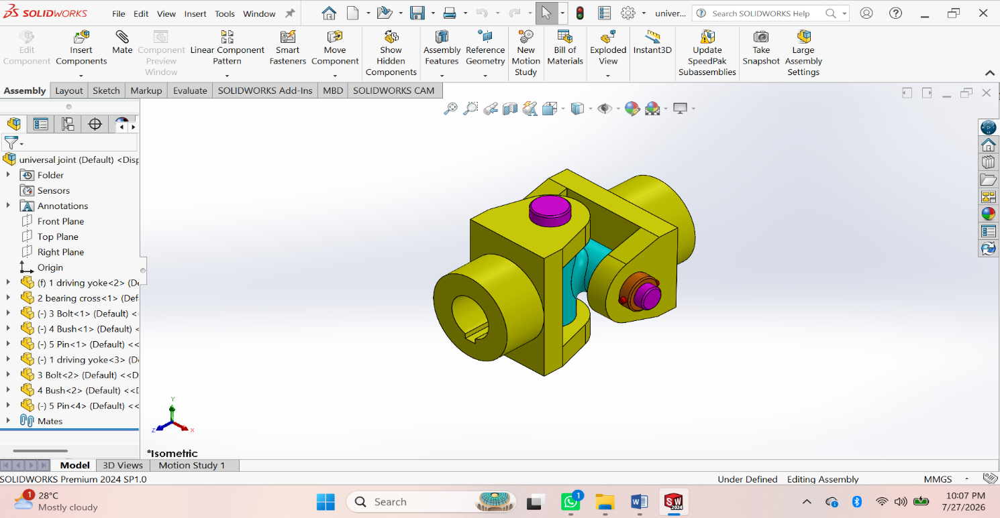 SOLIDWORKS File Edit View Insert Tools Window univer... Search SOLIDWORKS Help
Edit Component
Insert Components
Mate
Component Preview Window
Linear Component Pattern
Smart Fasteners
Move Component
Show Hidden Components
Assembly Features
Reference Geometry
New Motion Study
Bill of Materials
Exploded View
Instant3D
Update SpeedPak Subassemblies
Take Snapshot
Large Assembly Settings
Assembly Layout Sketch Markup Evaluate SOLIDWORKS Add-Ins MBD SOLIDWORKS CAM
universal joint (Default) <Disp
Folder
Sensors
Annotations
Front Plane
Top Plane
Right Plane
Origin
(f) 1 driving yoke<2> (De
2 bearing cross<1> (Def
(-) 3 Bolt<1> (Default) <
(-) 4 Bush<1> (Default) <
(-) 5 Pin<1> (Default) <<
(-) 1 driving yoke<3> (D
3 Bolt<2> (Default) <<D
4 Bush<2> (Default) <<
(-) 5 Pin<4> (Default) <<
Mates
Y
Z X
*Isometric
Model 3D Views Motion Study 1
SOLIDWORKS Premium 2024 SP1.0 Under Defined Editing Assembly MMGS
1 28°C Search 1 W SW 10:07 PM
Mostly cloudy 2024 7/27/2026